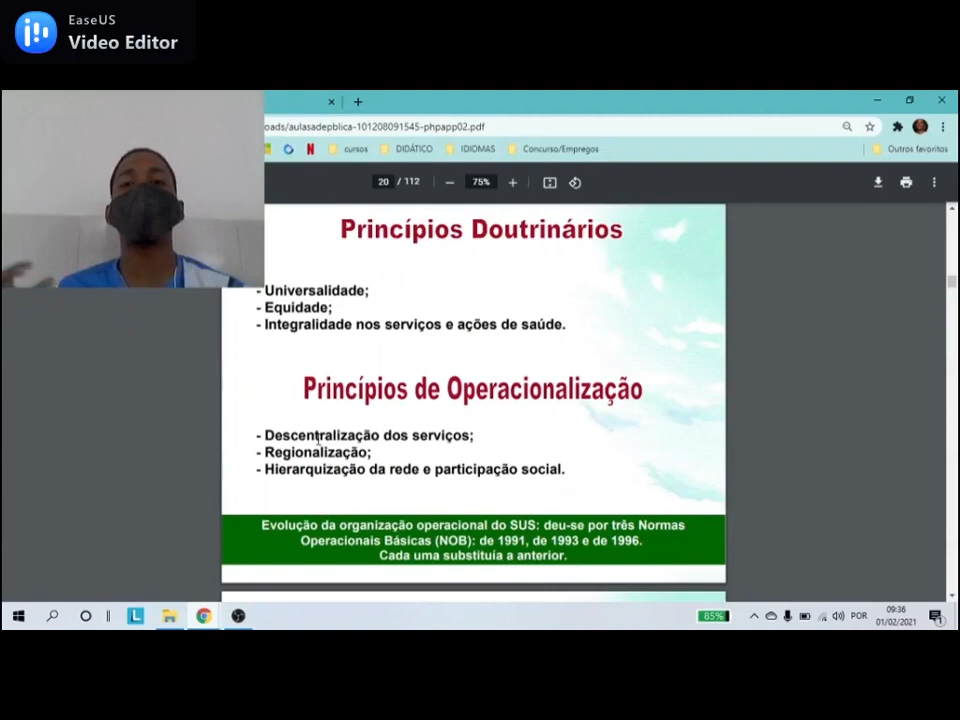 EaseUS
Video Editor
oads/aulasadepblica-101208091545-phpapp02.pdf
cursos DIDÁTICO IDIOMAS Concurso/Empregos Outros favoritos
20 / 112 75%
Princípios Doutrinários
- Universalidade;
- Equidade;
- Integralidade nos serviços e ações de saúde.
Princípios de Operacionalização
- Descentralização dos serviços;
- Regionalização;
- Hierarquização da rede e participação social.
Evolução da organização operacional do SUS: deu-se por três Normas
Operacionais Básicas (NOB): de 1991, de 1993 e de 1996.
Cada uma substituia a anterior.
85% POR 09:36
01/02/2021